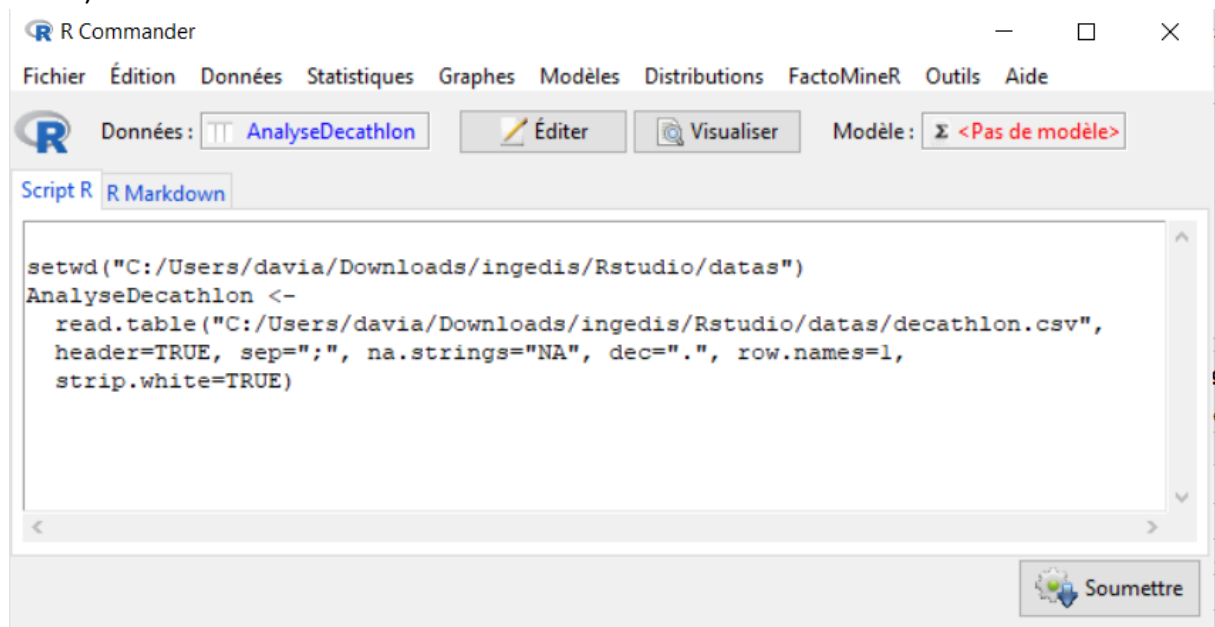 R Commander
Fichier Édition Données Statistiques Graphes Modèles Distributions FactoMineR Outils Aide
Données : AnalyseDecathlon Éditer Visualiser Modèle : Σ <Pas de modèle>
Script R R Markdown
setwd("C:/Users/davia/Downloads/ingedis/Rstudio/datas")
AnalyseDecathlon <-
  read.table("C:/Users/davia/Downloads/ingedis/Rstudio/datas/decathlon.csv",
  header=TRUE, sep=";", na.strings="NA", dec=".", row.names=1,
  strip.white=TRUE)
Soumettre